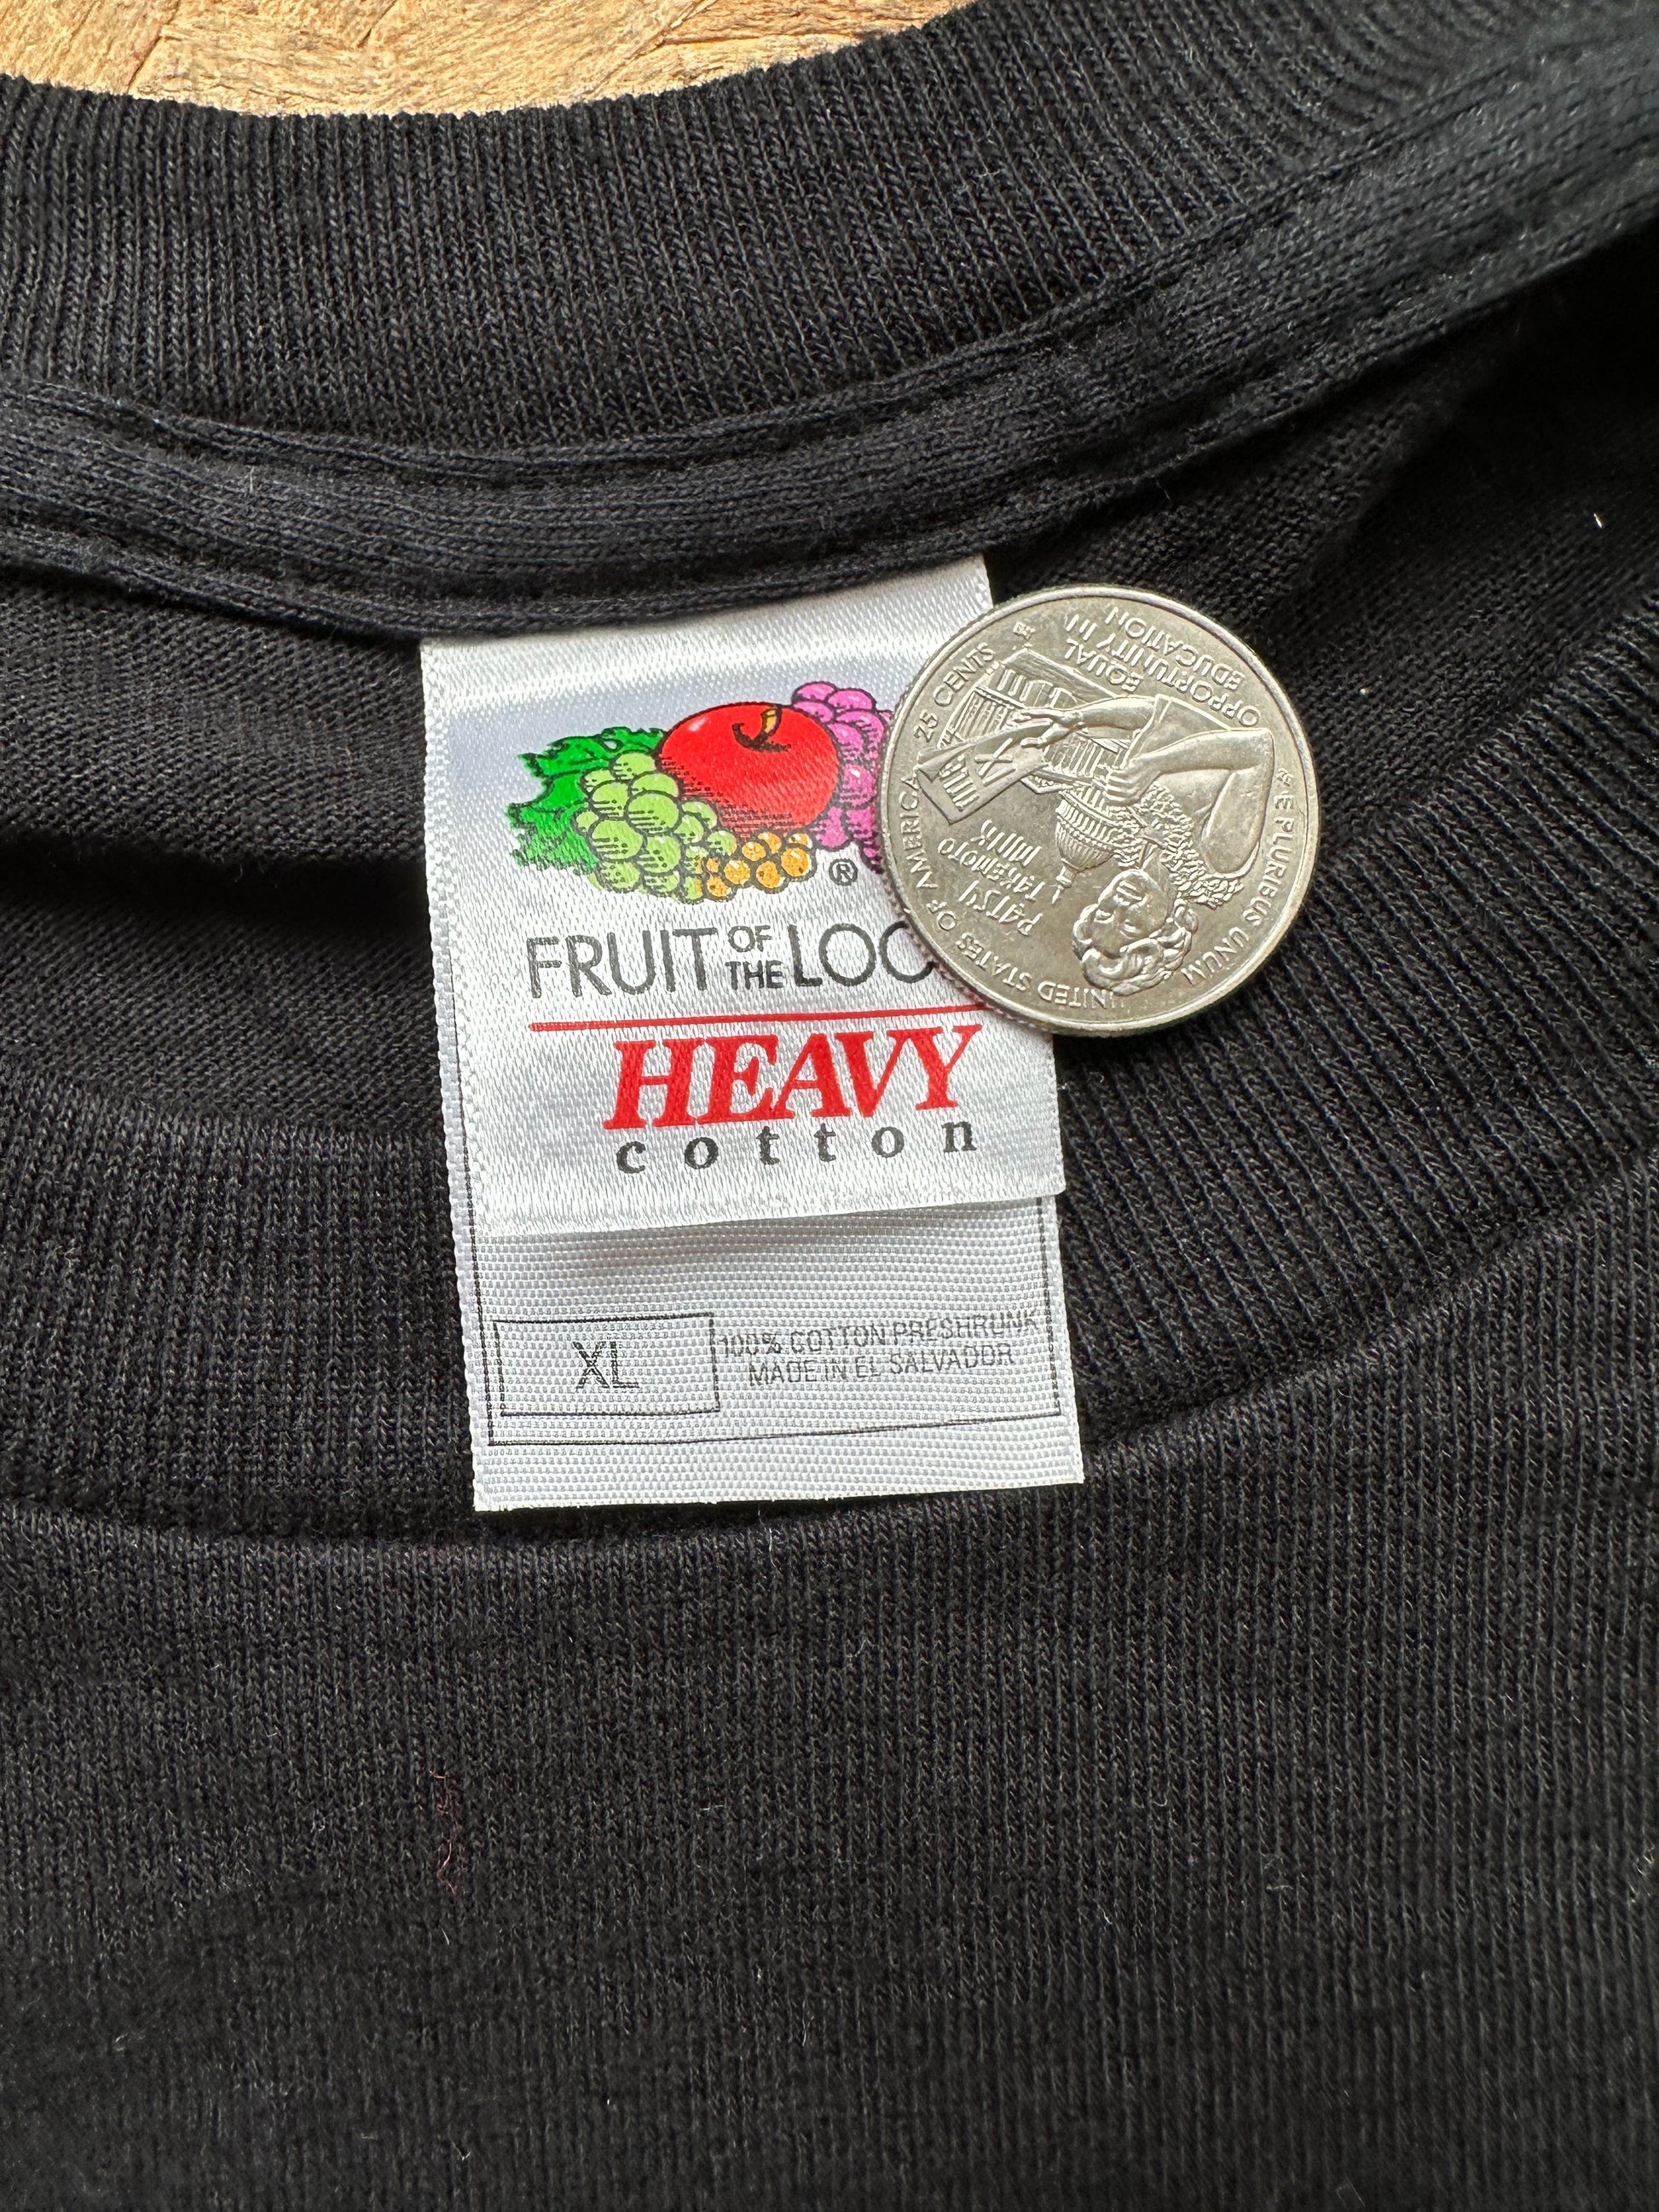 ®
FRUIT OF THE LOO
HEAVY
cotton
XL
100% COTTON PRESHRUNK
MADE IN EL SALVADOR
UNITED STATES OF AMERICA 25 CENTS
PATSY
TAKEMOTO
MINK
EQUAL
OPPORTUNITY IN
EDUCATION
E PLURIBUS UNUM